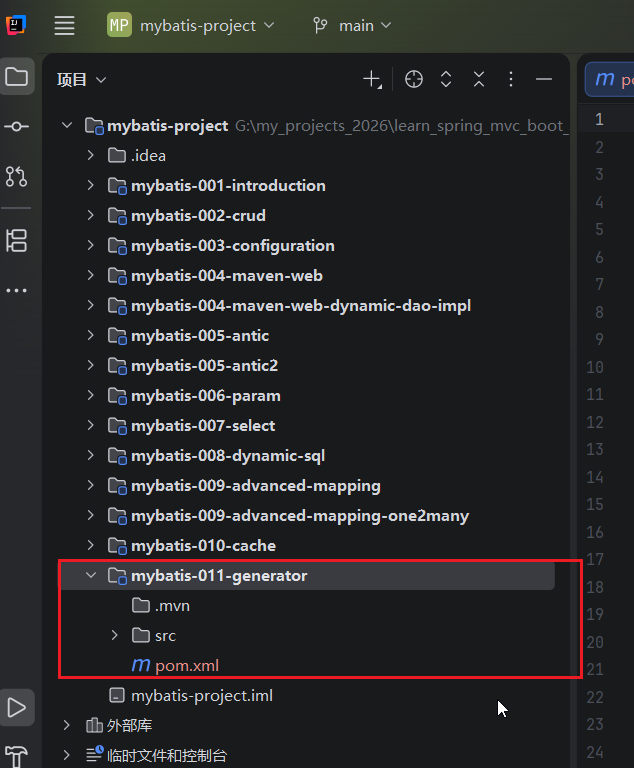 MP mybatis-project main
项目
m po
mybatis-project G:\my_projects_2026\learn_spring_mvc_boot_
.idea
mybatis-001-introduction
mybatis-002-crud
mybatis-003-configuration
mybatis-004-maven-web
mybatis-004-maven-web-dynamic-dao-impl
mybatis-005-antic
mybatis-005-antic2
mybatis-006-param
mybatis-007-select
mybatis-008-dynamic-sql
mybatis-009-advanced-mapping
mybatis-009-advanced-mapping-one2many
mybatis-010-cache
mybatis-011-generator
.mvn
src
m pom.xml
mybatis-project.iml
外部库
临时文件和控制台
1
2
3
4
5
6
7
8
9
10
11
12
13
14
15
16
17
18
19
20
21
22
23
24